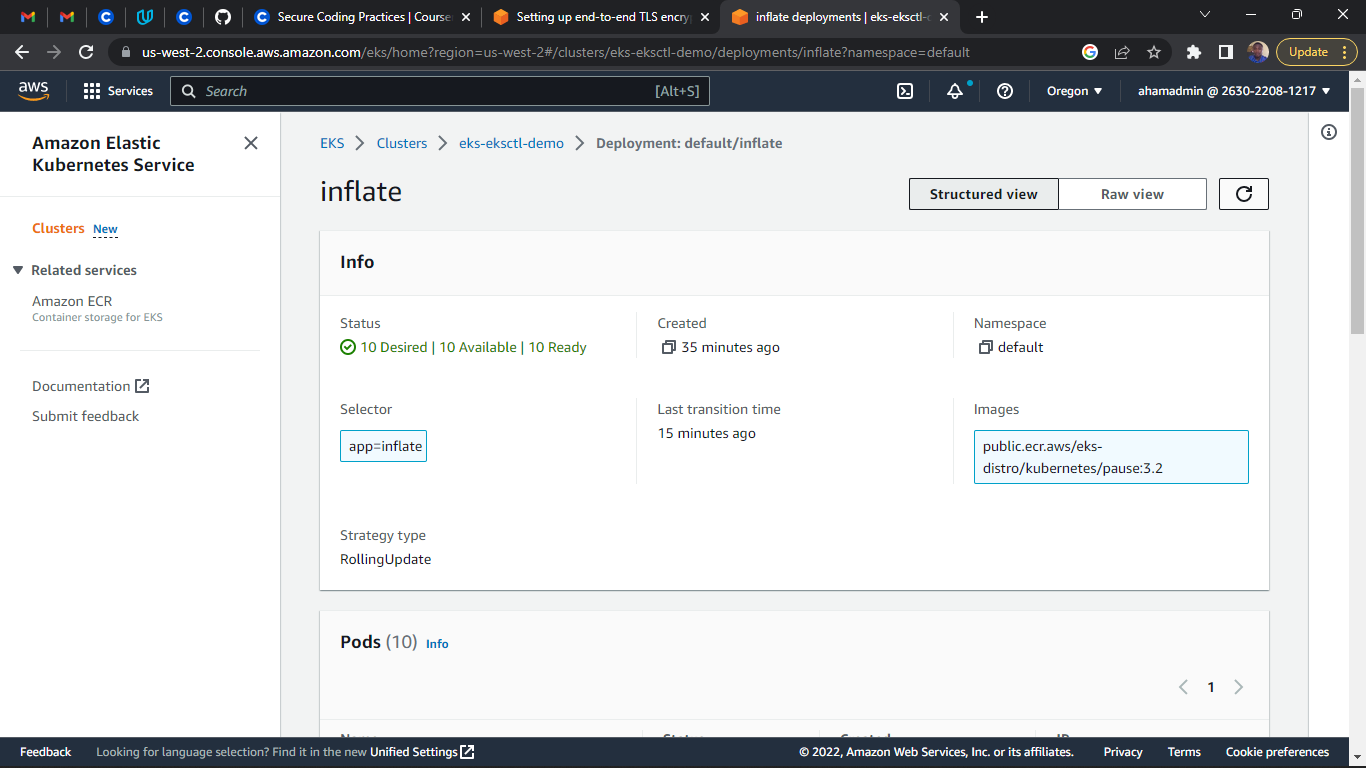 Secure Coding Practices | Course
Setting up end-to-end TLS encry
inflate deployments | eks-eksctl-d
us-west-2.console.aws.amazon.com/eks/home?region=us-west-2#/clusters/eks-eksctl-demo/deployments/inflate?namespace=default
Update
aws
Services
Search
[Alt+S]
Oregon
ahamadmin @ 2630-2208-1217
Amazon Elastic
Kubernetes Service
Clusters New
Related services
Amazon ECR
Container storage for EKS
Documentation
Submit feedback
EKS
Clusters
eks-eksctl-demo
Deployment: default/inflate
inflate
Structured view
Raw view
Info
Status
10 Desired | 10 Available | 10 Ready
Created
35 minutes ago
Namespace
default
Selector
app=inflate
Last transition time
15 minutes ago
Images
public.ecr.aws/eks-
distro/kubernetes/pause:3.2
Strategy type
RollingUpdate
Pods (10) Info
1
Name
Status
Created
IP
Feedback
Looking for language selection? Find it in the new Unified Settings
© 2022, Amazon Web Services, Inc. or its affiliates.
Privacy
Terms
Cookie preferences